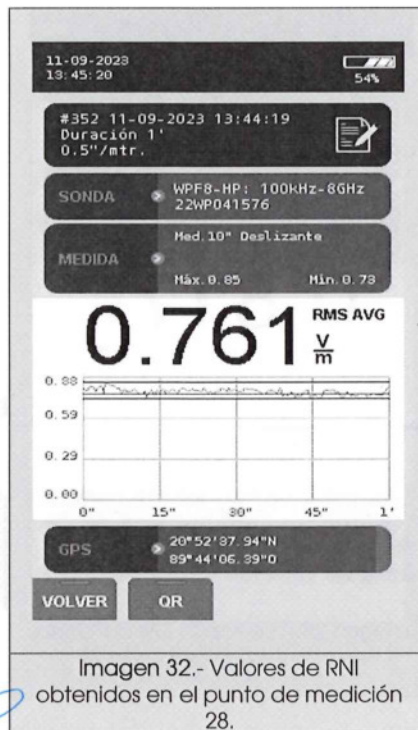 11-09-2023
13:45:20
54%
#352 11-09-2023 13:44:19
Duración 1'
0.5"/mtr.
SONDA
WPF8-HP: 100kHz-8GHz
22WP041576
MEDIDA
Med.10" Deslizante
Máx.0.85 Min.0.73
0.761 RMS AVG
V
m
0.88
0.59
0.29
0.00
0" 15" 30" 45" 1'
GPS
20°52'37.94"N
89°44'06.39"O
VOLVER QR
Imagen 32.- Valores de RNI
obtenidos en el punto de medición
28.